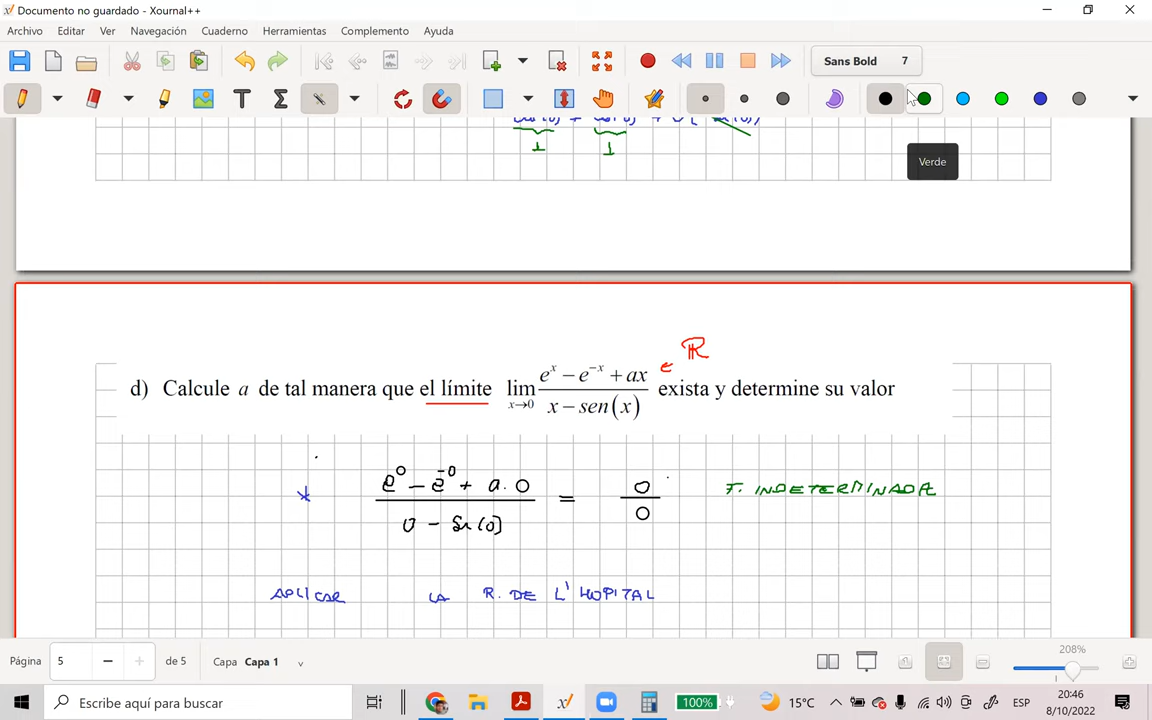 Documento no guardado - Xournal++
Archivo Editar Ver Navegación Cuaderno Herramientas Complemento Ayuda
Sans Bold 7
1 1
Verde
ℝ
e
d) Calcule a de tal manera que el límite lim x→0 (e^x − e^−x + ax)/(x − sen(x)) exista y determine su valor
* (e^0 − e^−0 + a.0)/(0 − Sen(0)) = 0/0 F. INDETERMINADA
APLICAR LA R. DE L'HOPITAL
Página 5 de 5 Capa Capa 1
208%
Escribe aquí para buscar
100%
15°C
ESP
20:46
8/10/2022